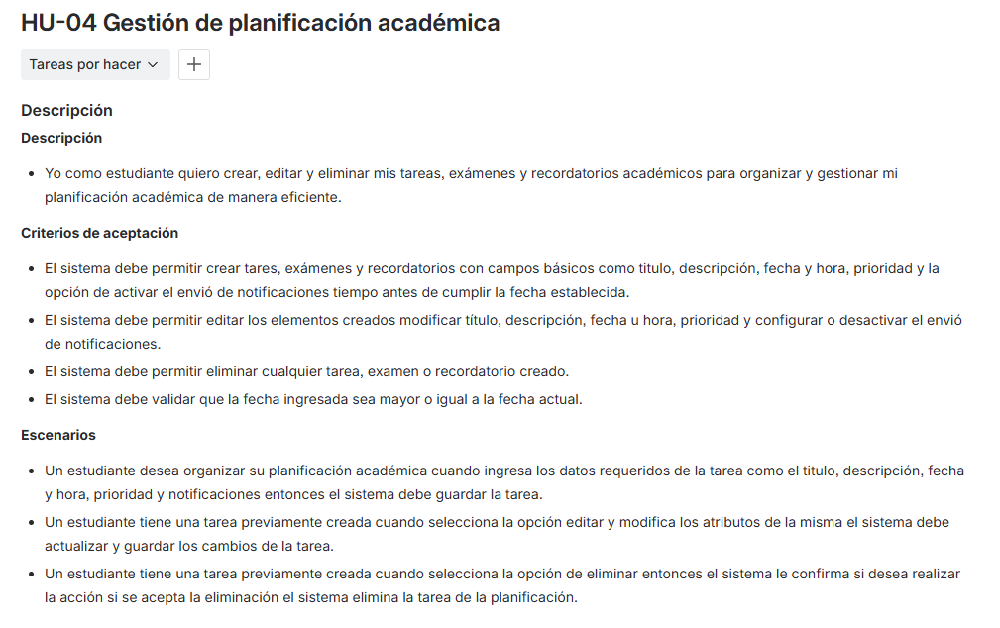 HU-04 Gestión de planificación académica
Tareas por hacer
Descripción
Descripción
Yo como estudiante quiero crear, editar y eliminar mis tareas, exámenes y recordatorios académicos para organizar y gestionar mi
planificación académica de manera eficiente.
Criterios de aceptación
El sistema debe permitir crear tares, exámenes y recordatorios con campos básicos como titulo, descripción, fecha y hora, prioridad y la
opción de activar el envió de notificaciones tiempo antes de cumplir la fecha establecida.
El sistema debe permitir editar los elementos creados modificar título, descripción, fecha u hora, prioridad y configurar o desactivar el envió
de notificaciones.
El sistema debe permitir eliminar cualquier tarea, examen o recordatorio creado.
El sistema debe validar que la fecha ingresada sea mayor o igual a la fecha actual.
Escenarios
Un estudiante desea organizar su planificación académica cuando ingresa los datos requeridos de la tarea como el titulo, descripción, fecha
y hora, prioridad y notificaciones entonces el sistema debe guardar la tarea.
Un estudiante tiene una tarea previamente creada cuando selecciona la opción editar y modifica los atributos de la misma el sistema debe
actualizar y guardar los cambios de la tarea.
Un estudiante tiene una tarea previamente creada cuando selecciona la opción de eliminar entonces el sistema le confirma si desea realizar
la acción si se acepta la eliminación el sistema elimina la tarea de la planificación.